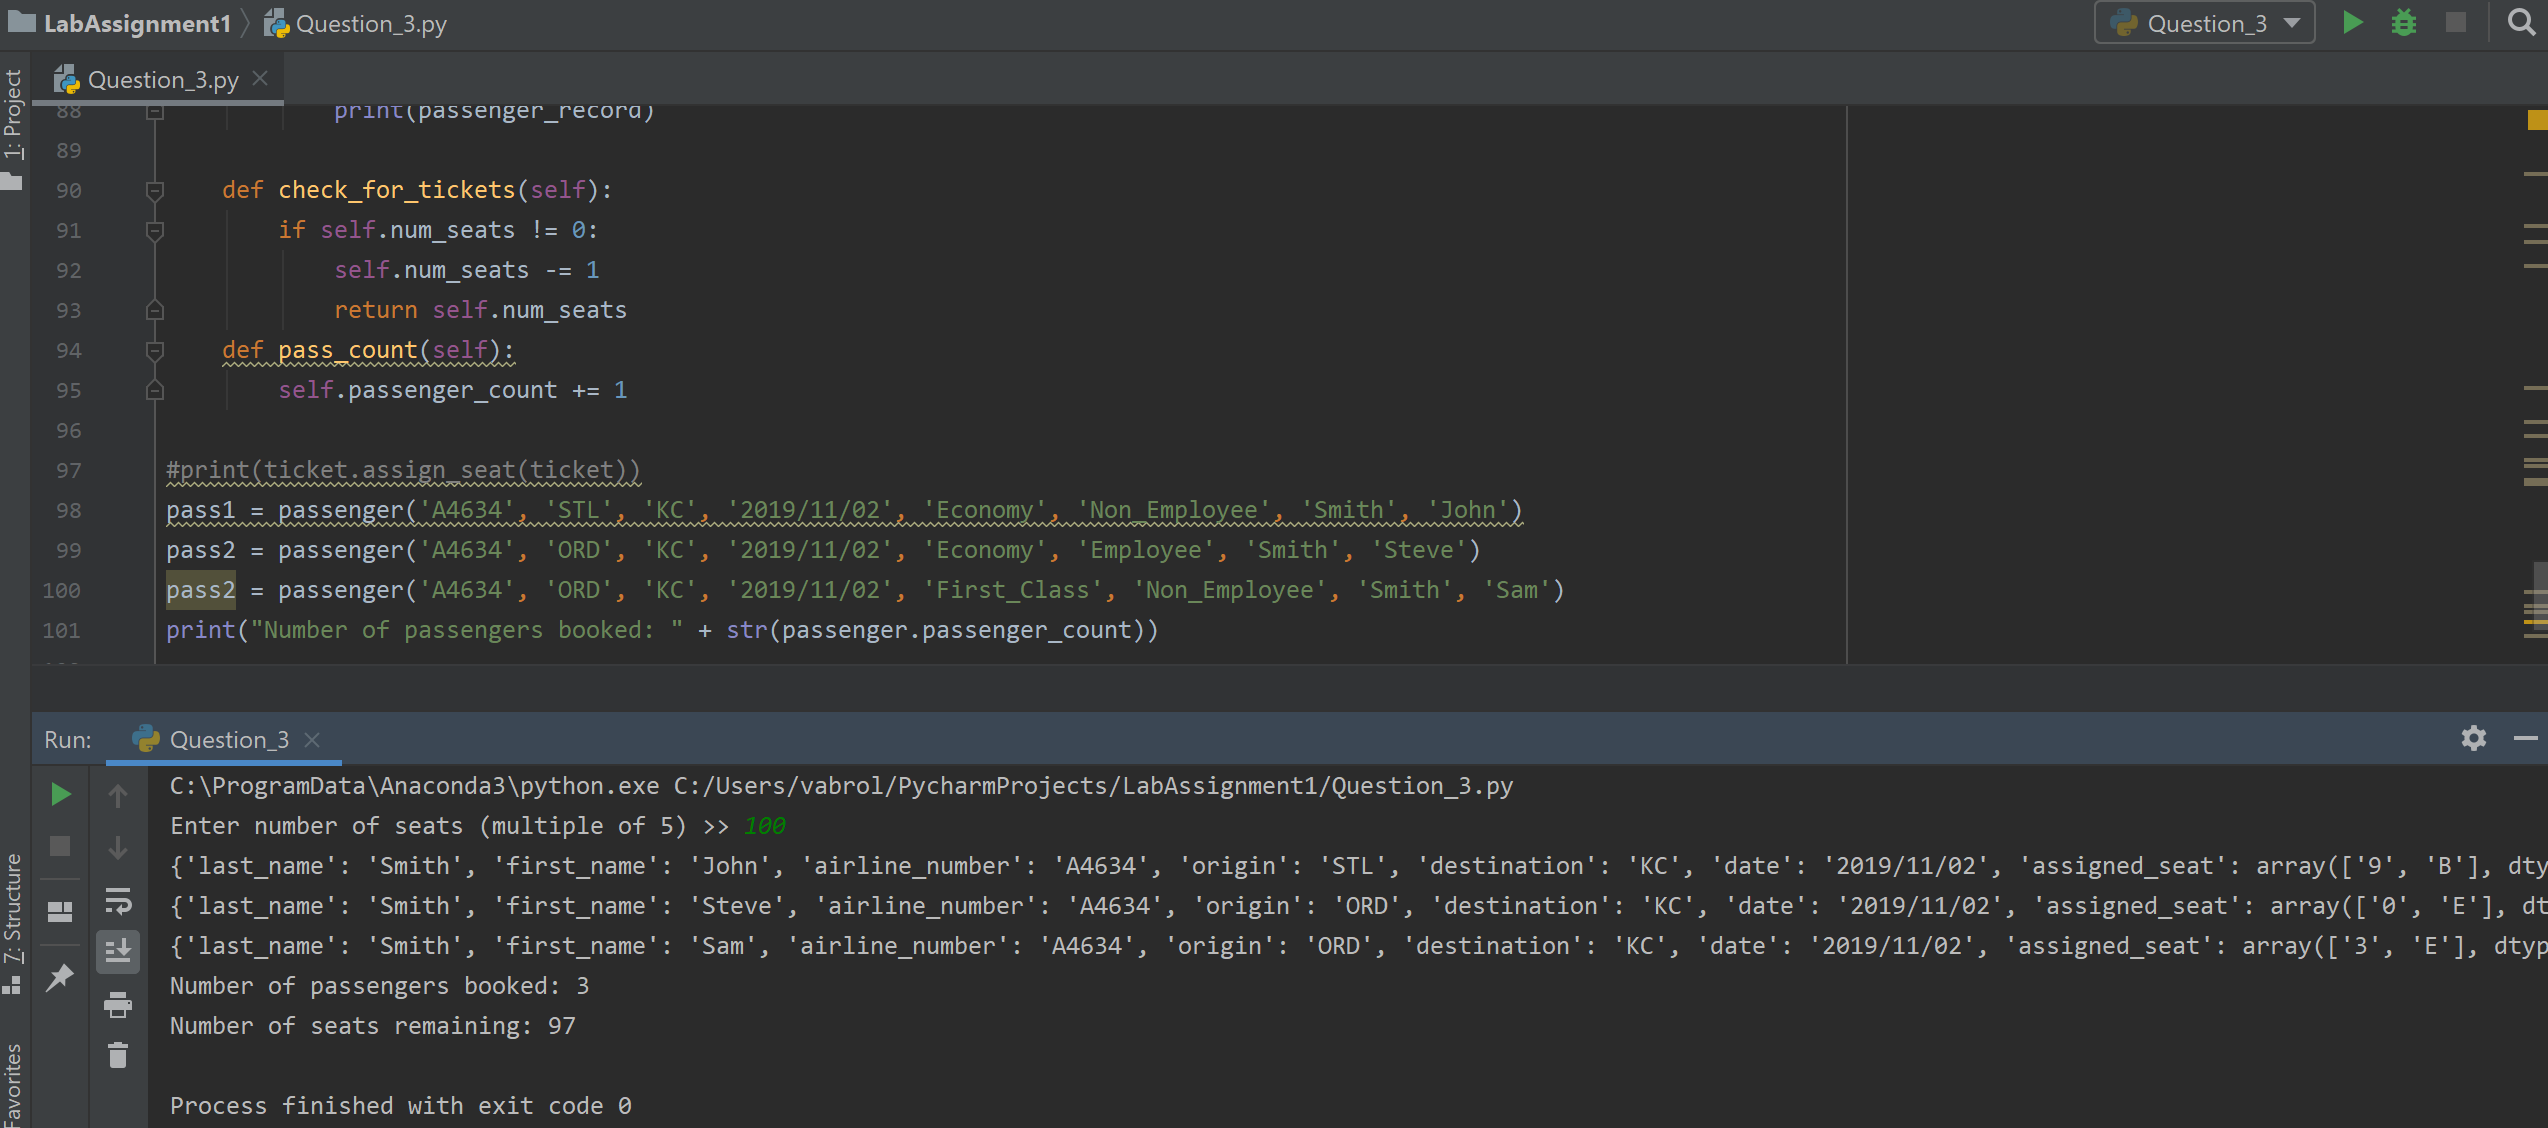 LabAssignment1 Question_3.py Question_3
Question_3.py
1: Project
88 print(passenger_record)
89
90 def check_for_tickets(self):
91 if self.num_seats != 0:
92 self.num_seats -= 1
93 return self.num_seats
94 def pass_count(self):
95 self.passenger_count += 1
96
97 #print(ticket.assign_seat(ticket))
98 pass1 = passenger('A4634', 'STL', 'KC', '2019/11/02', 'Economy', 'Non_Employee', 'Smith', 'John')
99 pass2 = passenger('A4634', 'ORD', 'KC', '2019/11/02', 'Economy', 'Employee', 'Smith', 'Steve')
100 pass2 = passenger('A4634', 'ORD', 'KC', '2019/11/02', 'First_Class', 'Non_Employee', 'Smith', 'Sam')
101 print("Number of passengers booked: " + str(passenger.passenger_count))
Run: Question_3
7: Structure
Favorites
C:\ProgramData\Anaconda3\python.exe C:/Users/vabrol/PycharmProjects/LabAssignment1/Question_3.py
Enter number of seats (multiple of 5) >> 100
{'last_name': 'Smith', 'first_name': 'John', 'airline_number': 'A4634', 'origin': 'STL', 'destination': 'KC', 'date': '2019/11/02', 'assigned_seat': array(['9', 'B'], dty
{'last_name': 'Smith', 'first_name': 'Steve', 'airline_number': 'A4634', 'origin': 'ORD', 'destination': 'KC', 'date': '2019/11/02', 'assigned_seat': array(['0', 'E'], dt
{'last_name': 'Smith', 'first_name': 'Sam', 'airline_number': 'A4634', 'origin': 'ORD', 'destination': 'KC', 'date': '2019/11/02', 'assigned_seat': array(['3', 'E'], dtyp
Number of passengers booked: 3
Number of seats remaining: 97
Process finished with exit code 0